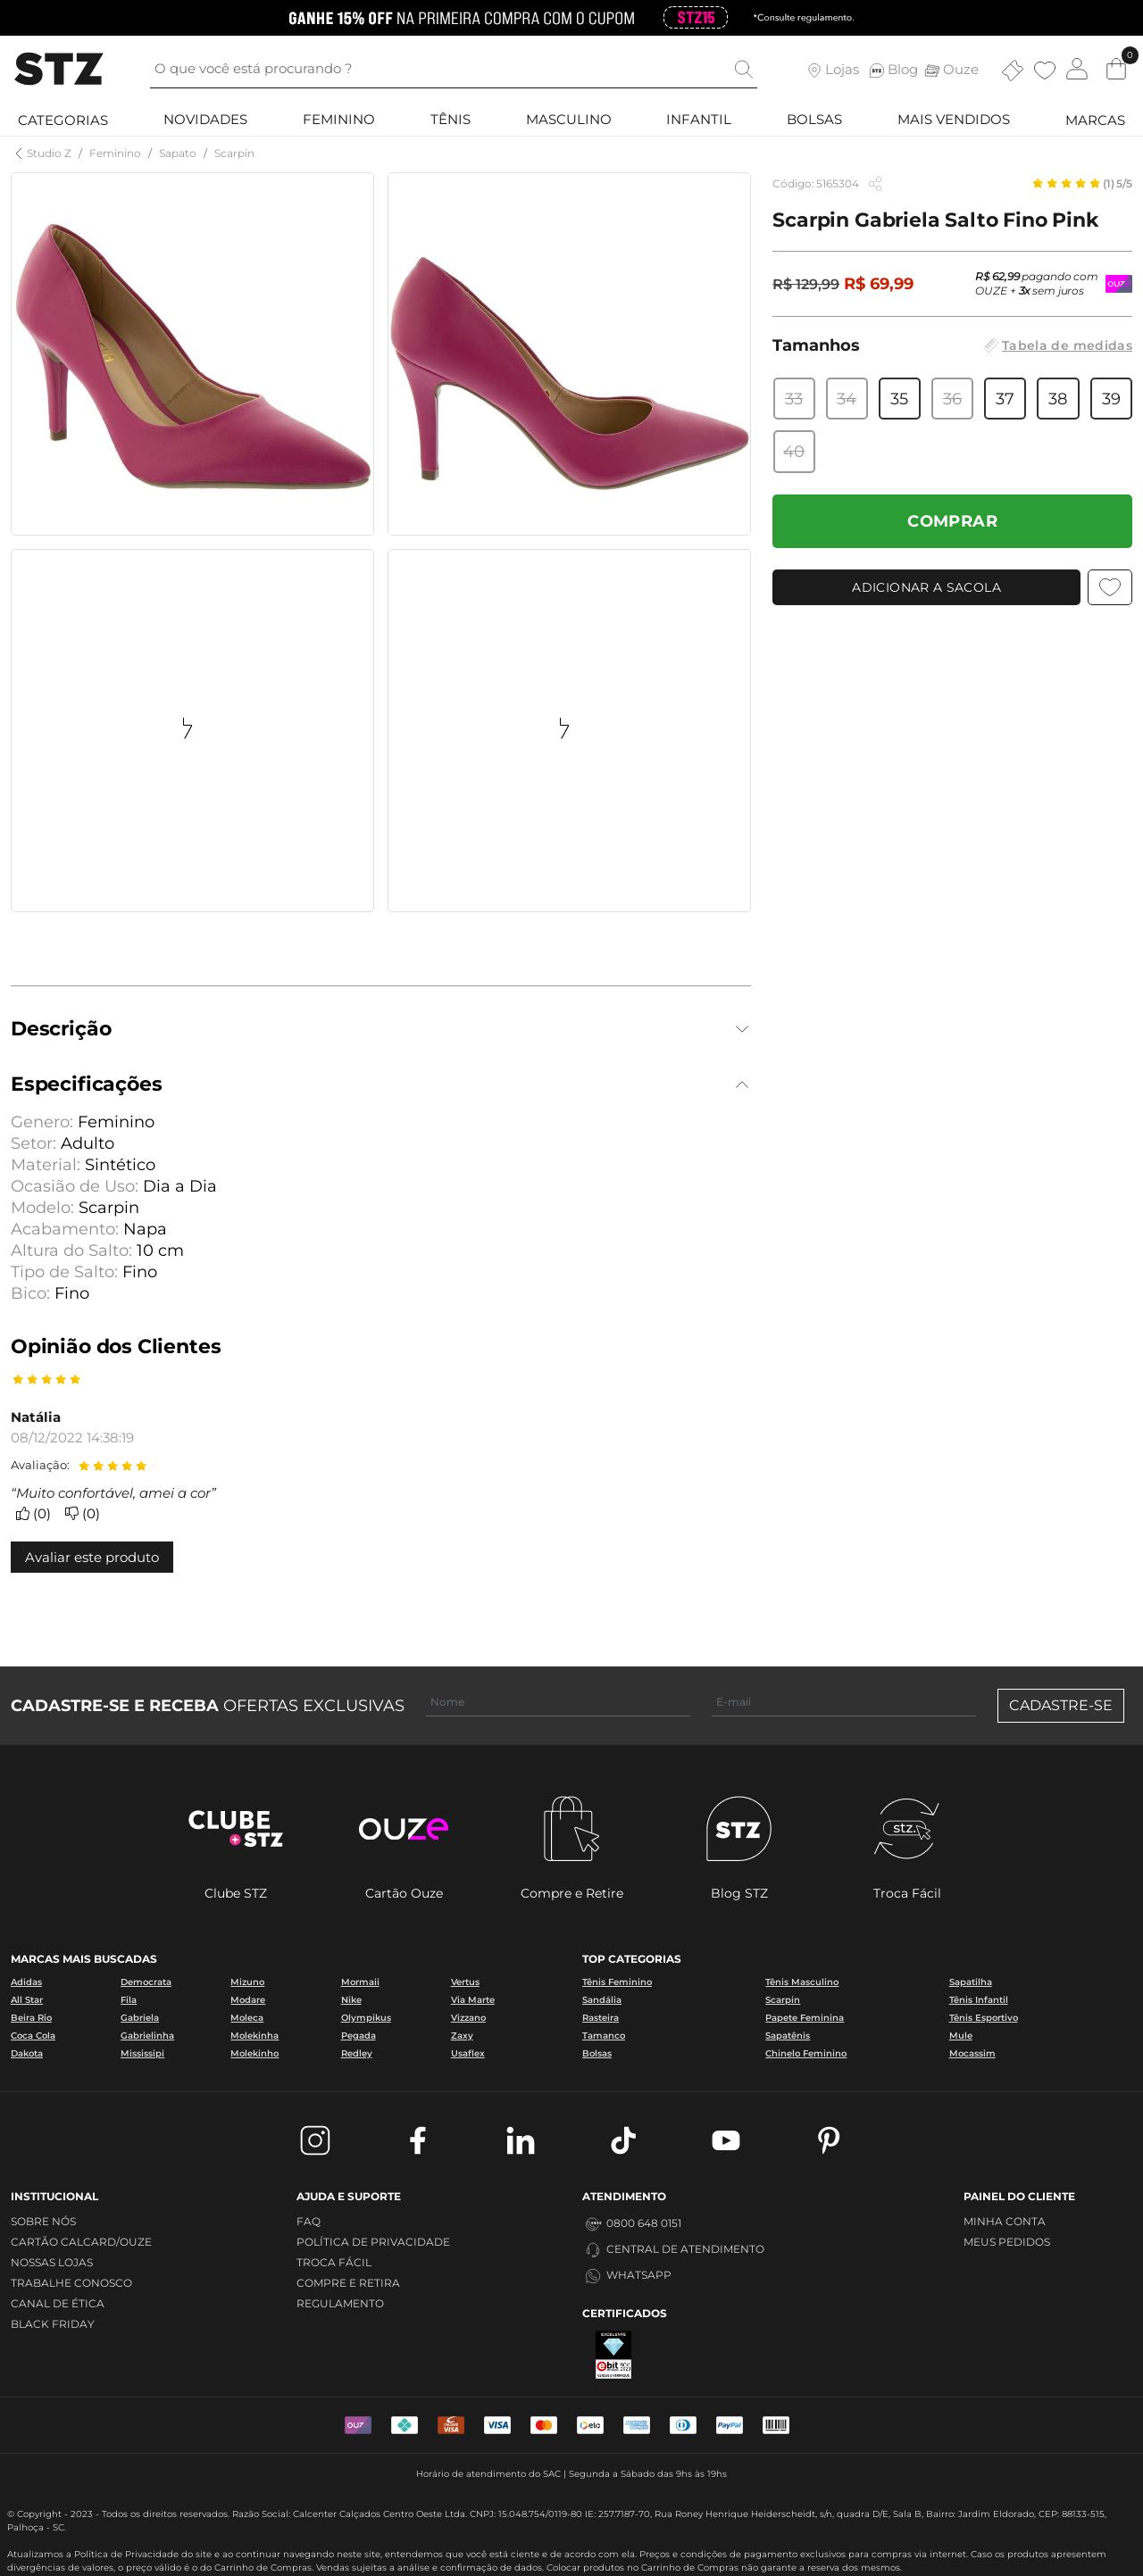 GANHE 15% OFF NA PRIMEIRA COMPRA COM O CUPOM STZ15 *Consulte regulamento.
STZ
O que você está procurando ?
Lojas Blog Ouze 0
CATEGORIAS NOVIDADES FEMININO TÊNIS MASCULINO INFANTIL BOLSAS MAIS VENDIDOS MARCAS
Studio Z / Feminino / Sapato / Scarpin
Código: 5165304 (1) 5/5
Scarpin Gabriela Salto Fino Pink
R$ 129,99 R$ 69,99
R$ 62,99 pagando com
OUZE + 3x sem juros
OUZE
Tamanhos Tabela de medidas
33 34 35 36 37 38 39
40
COMPRAR
ADICIONAR A SACOLA
Descrição
Especificações
Genero: Feminino
Setor: Adulto
Material: Sintético
Ocasião de Uso: Dia a Dia
Modelo: Scarpin
Acabamento: Napa
Altura do Salto: 10 cm
Tipo de Salto: Fino
Bico: Fino
Opinião dos Clientes
Natália
08/12/2022 14:38:19
Avaliação:
“Muito confortável, amei a cor”
(0) (0)
Avaliar este produto
CADASTRE-SE E RECEBA OFERTAS EXCLUSIVAS Nome E-mail CADASTRE-SE
CLUBE + STZ ouze STZ stz.
Clube STZ Cartão Ouze Compre e Retire Blog STZ Troca Fácil
MARCAS MAIS BUSCADAS
Adidas Democrata Mizuno Mormaii Vertus
All Star Fila Modare Nike Via Marte
Beira Rio Gabriela Moleca Olympikus Vizzano
Coca Cola Gabrielinha Molekinha Pegada Zaxy
Dakota Mississipi Molekinho Redley Usaflex
TOP CATEGORIAS
Tênis Feminino Tênis Masculino Sapatilha
Sandália Scarpin Tênis Infantil
Rasteira Papete Feminina Tênis Esportivo
Tamanco Sapatênis Mule
Bolsas Chinelo Feminino Mocassim
INSTITUCIONAL
SOBRE NÓS
CARTÃO CALCARD/OUZE
NOSSAS LOJAS
TRABALHE CONOSCO
CANAL DE ÉTICA
BLACK FRIDAY
AJUDA E SUPORTE
FAQ
POLÍTICA DE PRIVACIDADE
TROCA FÁCIL
COMPRE E RETIRA
REGULAMENTO
ATENDIMENTO
0800 648 0151
CENTRAL DE ATENDIMENTO
WHATSAPP
CERTIFICADOS
EXCELENTE
ebit
PAINEL DO CLIENTE
MINHA CONTA
MEUS PEDIDOS
OUZE VISA VISA elo PayPal
Horário de atendimento do SAC | Segunda a Sábado das 9hs às 19hs
© Copyright - 2023 - Todos os direitos reservados. Razão Social: Calcenter Calçados Centro Oeste Ltda. CNPJ: 15.048.754/0119-80 IE: 257.7187-70, Rua Roney Henrique Heiderscheidt, s/n, quadra D/E, Sala B, Bairro: Jardim Eldorado, CEP: 88133-515,
Palhoça - SC.
Atualizamos a Política de Privacidade do site e ao continuar navegando neste site, entendemos que você está ciente e de acordo com ela. Preços e condições de pagamento exclusivos para compras via internet. Caso os produtos apresentem
divergências de valores, o preço válido é o do Carrinho de Compras. Vendas sujeitas a análise e confirmação de dados. Colocar produtos no Carrinho de Compras não garante a reserva dos mesmos.